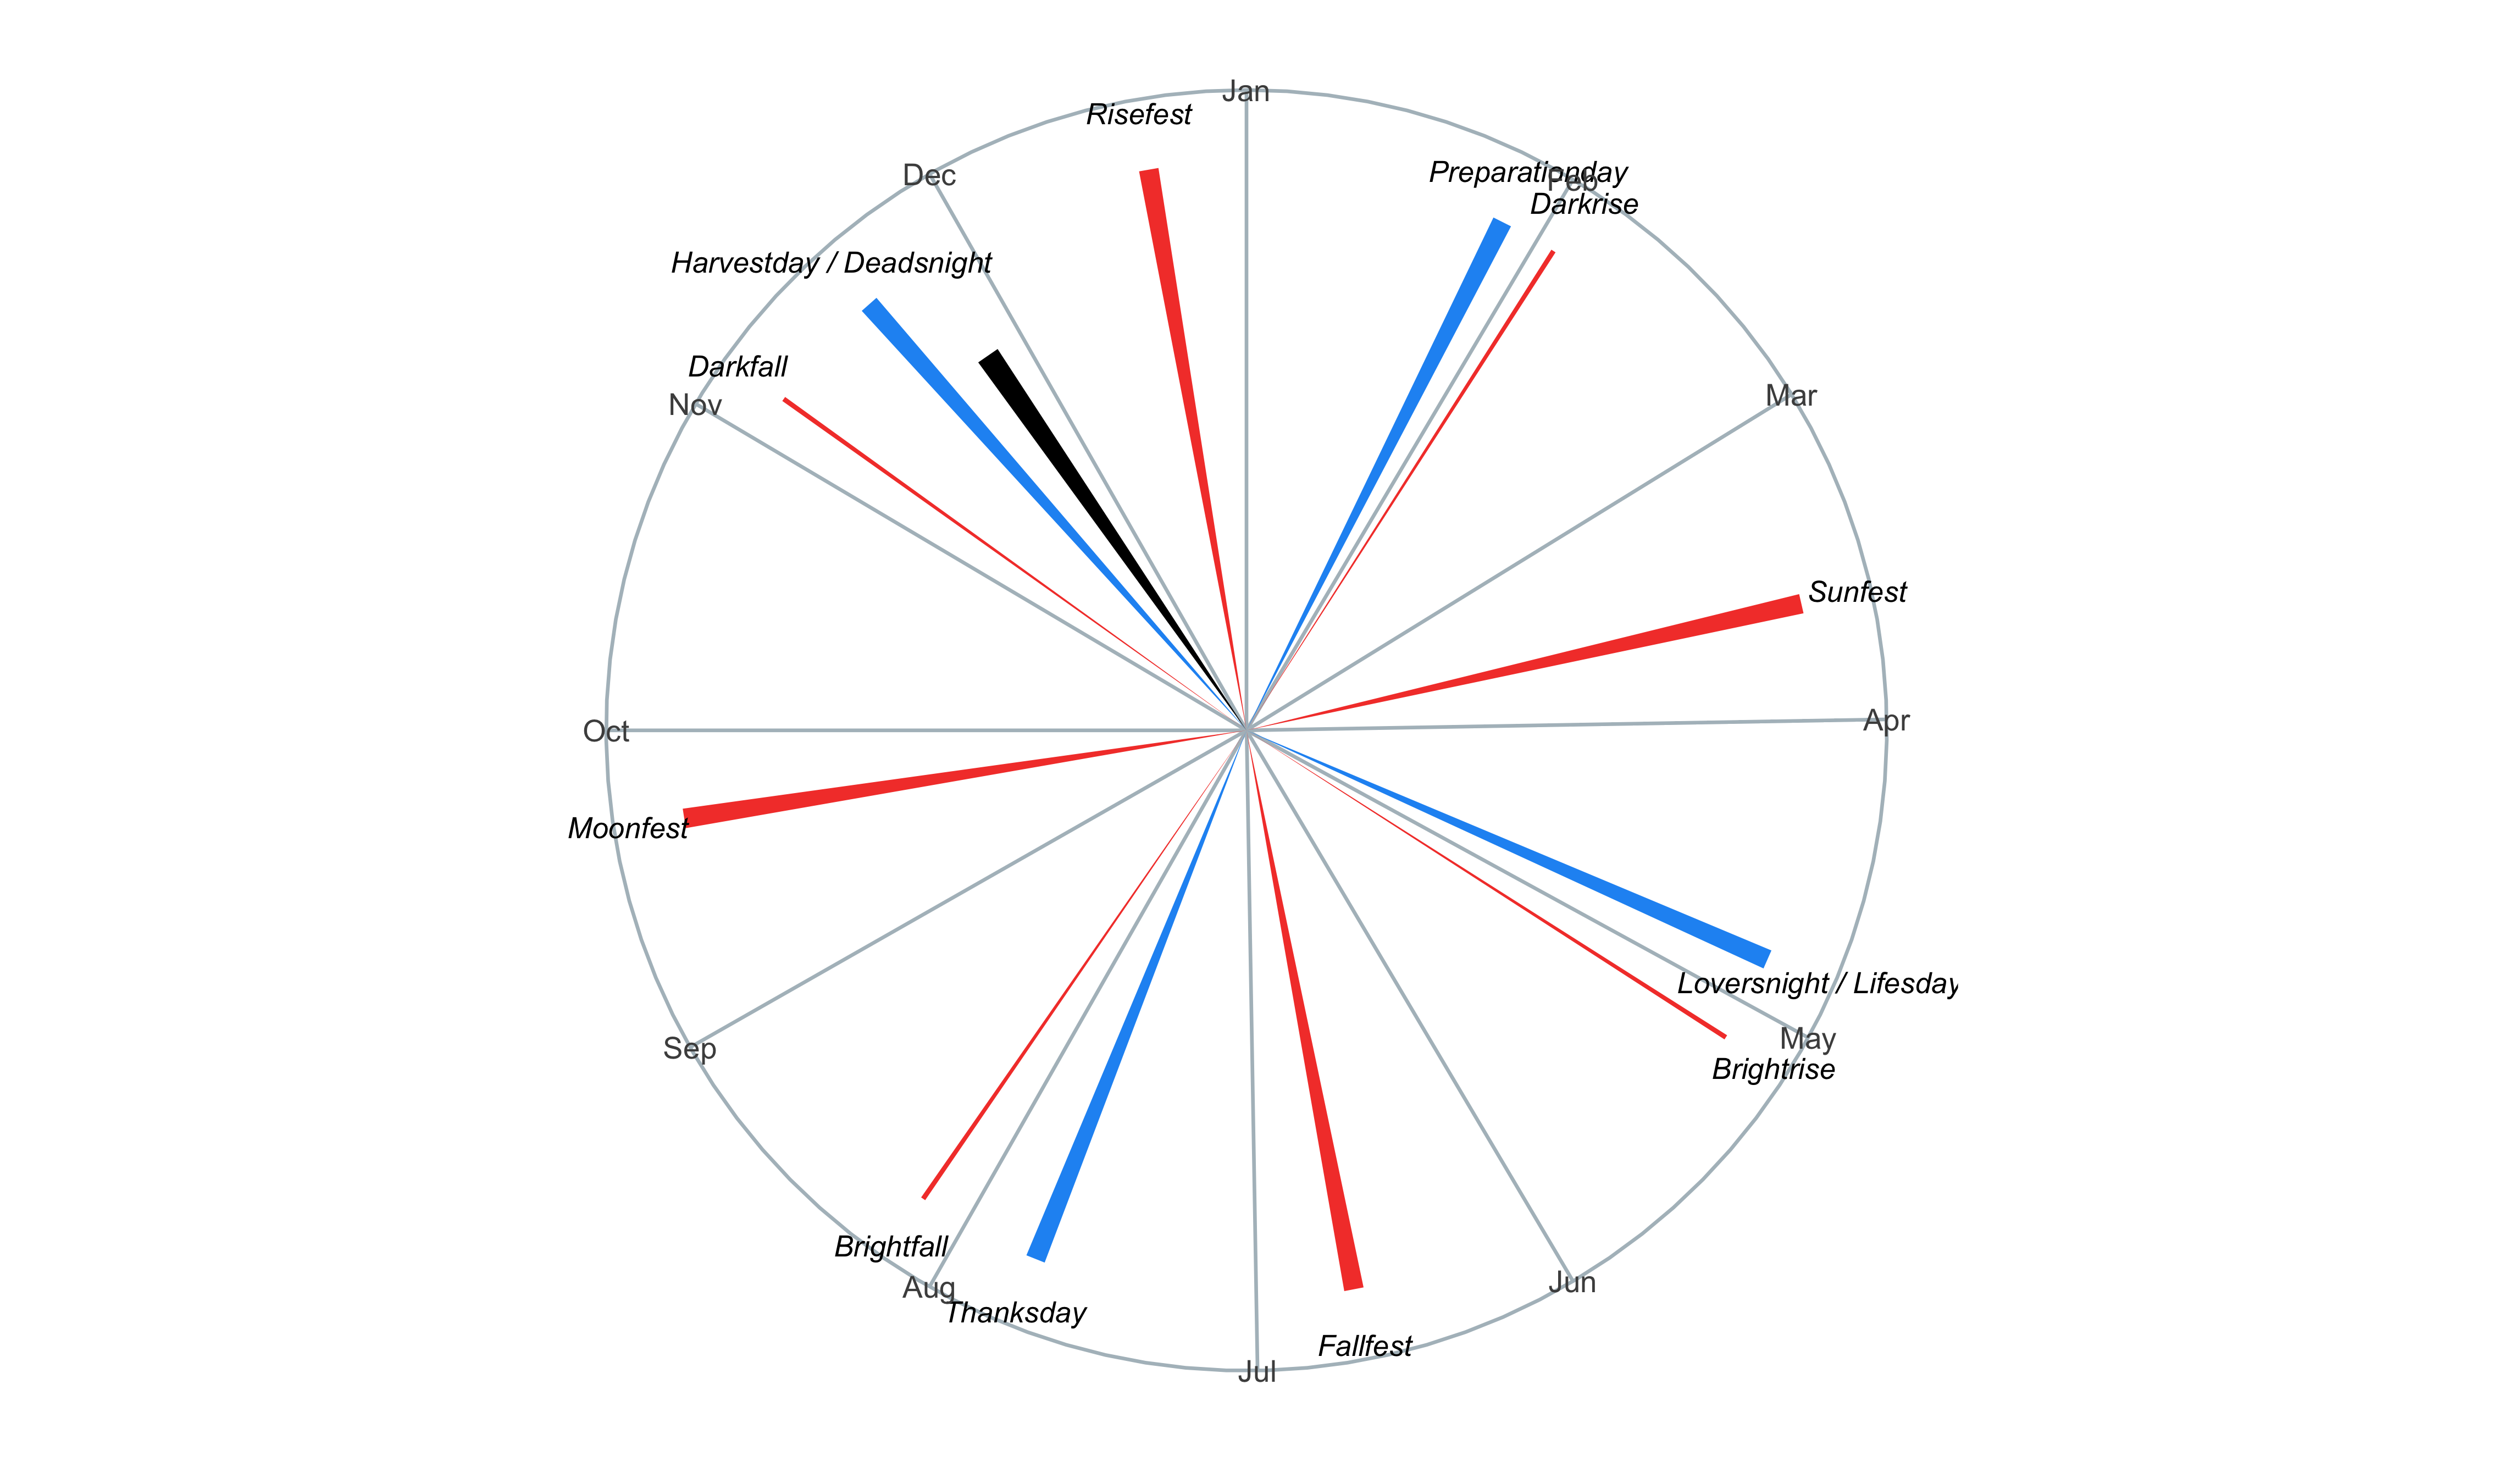 Jan
Risefest
Preparationday
Feb
Dec
Darkrise
Harvestday / Deadsnight
Darkfall
Nov
Mar
Sunfest
Oct
Apr
Moonfest
Loversnight / Lifesday
Sep
May
Brightrise
Brightfall
Aug
Jun
Thanksday
Fallfest
Jul